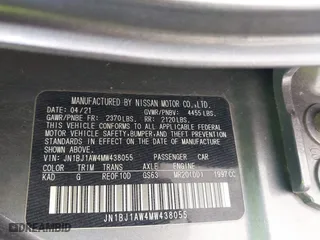 MANUFACTURED BY NISSAN MOTOR CO., LTD.
DATE 04/21 GVWR/PNBV: 4455 LBS.
GAWR/PNBE FR: 2370 LBS. RR: 2120 LBS.
THIS VEHICLE CONFORMS TO ALL APPLICABLE
FEDERAL MOTOR VEHICLE SAFETY, BUMPER, AND THEFT PREVENTION
STANDARDS IN EFFECT ON THE DATE OF
MANUFACTURE SHOWN ABOVE.
VIN: JN1BJ1AW4MW438055 PASSENGER CAR
COLOR TRIM TRANS AXLE ENGINE
KAD G RE0F10D GS63 MR20(DD) 1997CC
JN1BJ1AW4MW438055
DREAMBID